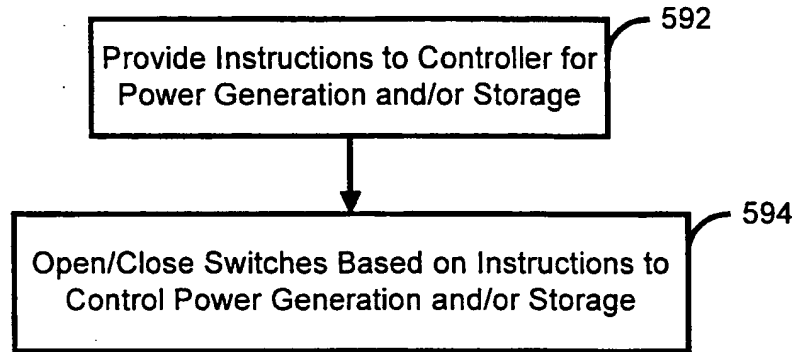 592
Provide Instructions to Controller for
Power Generation and/or Storage
594
Open/Close Switches Based on Instructions to
Control Power Generation and/or Storage